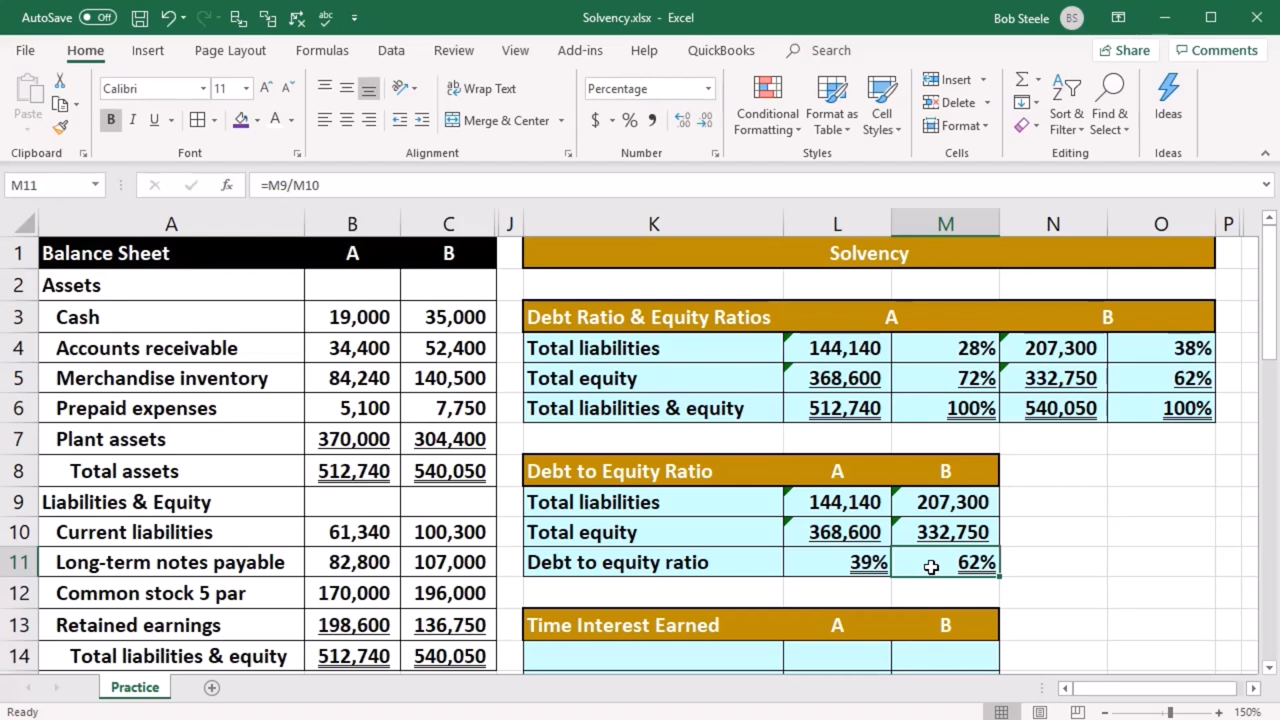 AutoSave Off Solvency.xlsx - Excel Bob Steele BS
File Home Insert Page Layout Formulas Data Review View Add-ins Help QuickBooks Search Share Comments
Paste Calibri 11 Wrap Text Percentage Conditional Formatting Format as Table Cell Styles Insert Sort & Filter Find & Select Ideas
B I U A Merge & Center $ % Delete
Format
Clipboard Font Alignment Number Styles Cells Editing Ideas
M11 fx =M9/M10
A B C J K L M N O P
1 Balance Sheet A B Solvency
2 Assets
3 Cash 19,000 35,000 Debt Ratio & Equity Ratios A B
4 Accounts receivable 34,400 52,400 Total liabilities 144,140 28% 207,300 38%
5 Merchandise inventory 84,240 140,500 Total equity 368,600 72% 332,750 62%
6 Prepaid expenses 5,100 7,750 Total liabilities & equity 512,740 100% 540,050 100%
7 Plant assets 370,000 304,400
8 Total assets 512,740 540,050 Debt to Equity Ratio A B
9 Liabilities & Equity Total liabilities 144,140 207,300
10 Current liabilities 61,340 100,300 Total equity 368,600 332,750
11 Long-term notes payable 82,800 107,000 Debt to equity ratio 39% 62%
12 Common stock 5 par 170,000 196,000
13 Retained earnings 198,600 136,750 Time Interest Earned A B
14 Total liabilities & equity 512,740 540,050
Practice
Ready 150%